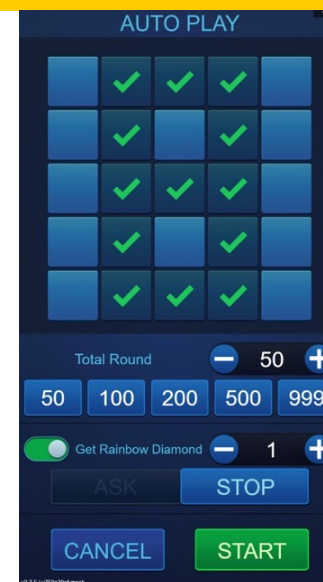 AUTO PLAY
Total Round
50
50 100 200 500 999
Get Rainbow Diamond
1
ASK STOP
CANCEL START